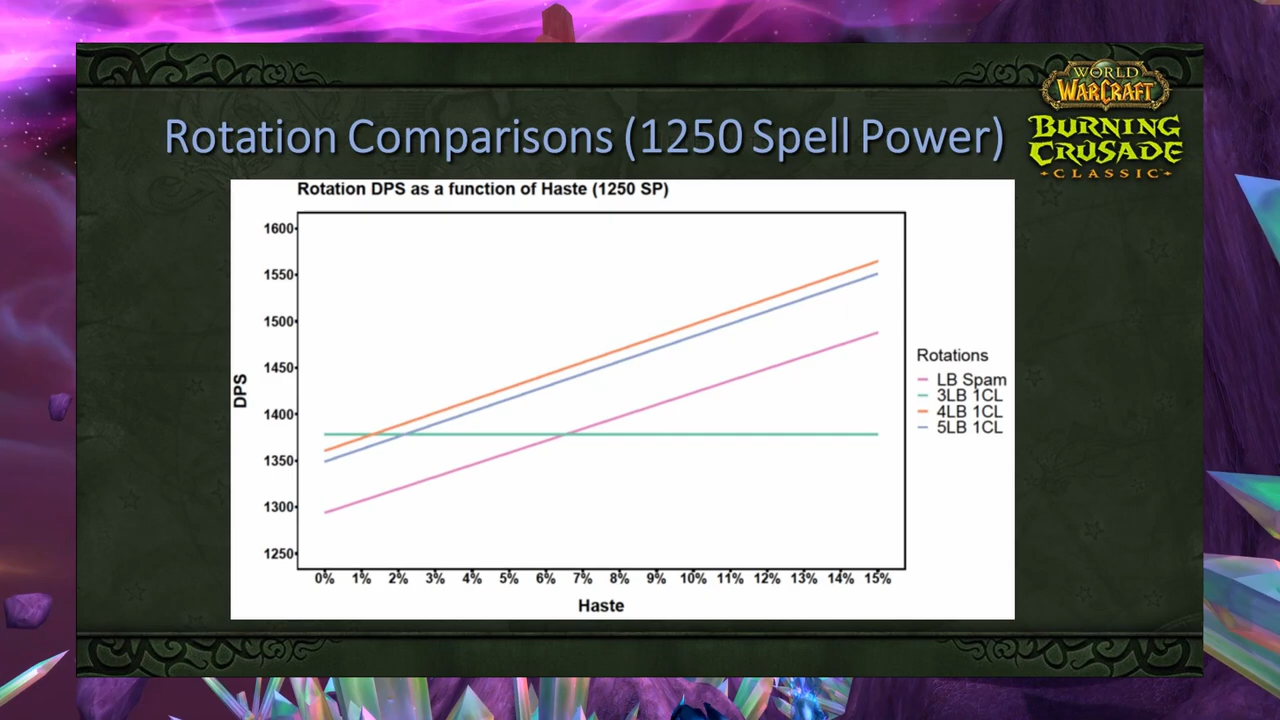 WORLD
WARCRAFT
BURNING
CRUSADE
CLASSIC
Rotation Comparisons (1250 Spell Power)
Rotation DPS as a function of Haste (1250 SP)
DPS
1600
1550
1500
1450
1400
1350
1300
1250
0% 1% 2% 3% 4% 5% 6% 7% 8% 9% 10% 11% 12% 13% 14% 15%
Haste
Rotations
LB Spam
3LB 1CL
4LB 1CL
5LB 1CL